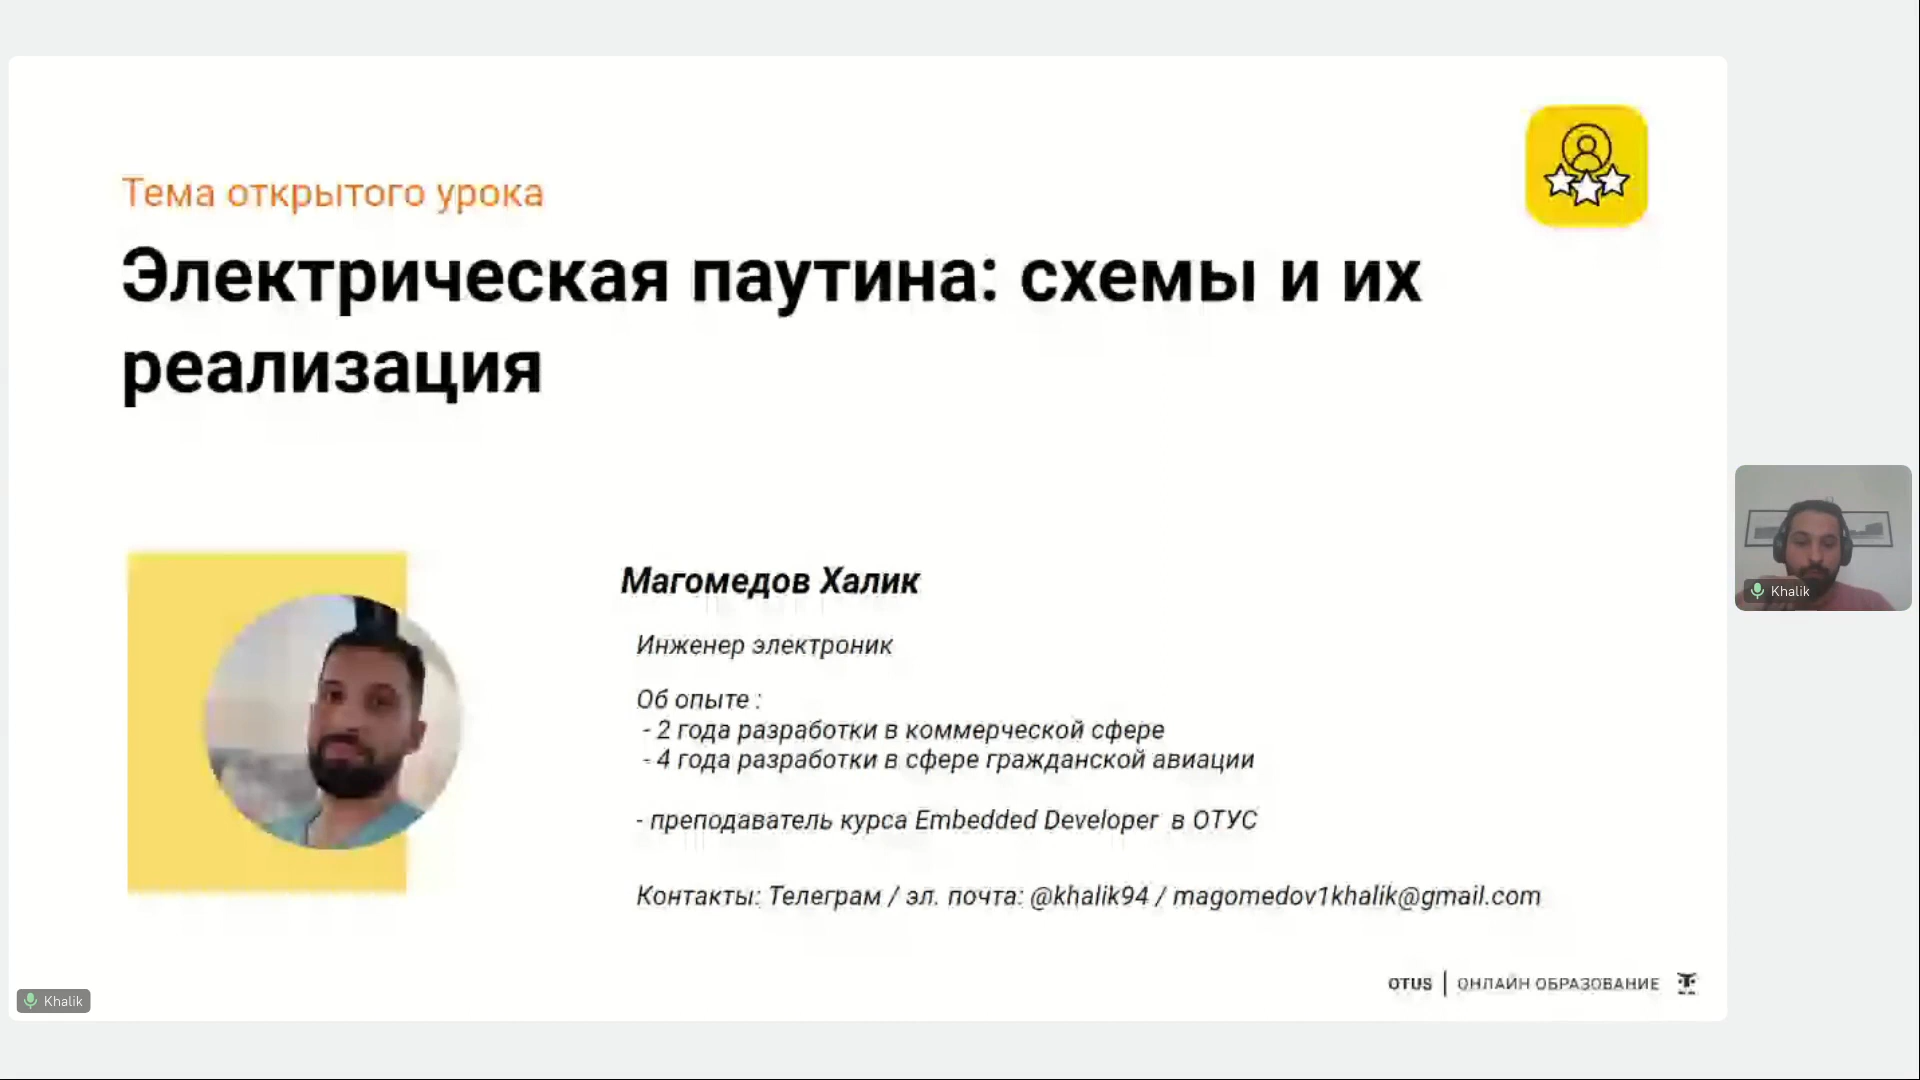 Тема открытого урока
Электрическая паутина: схемы и их
реализация
Магомедов Халик
Инженер электроник
Об опыте :
- 2 года разработки в коммерческой сфере
- 4 года разработки в сфере гражданской авиации
- преподаватель курса Embedded Developer в ОТУС
Контакты: Телеграм / эл. почта: @khalik94 / magomedov1khalik@gmail.com
OTUS | ОНЛАЙН ОБРАЗОВАНИЕ
Khalik
Khalik